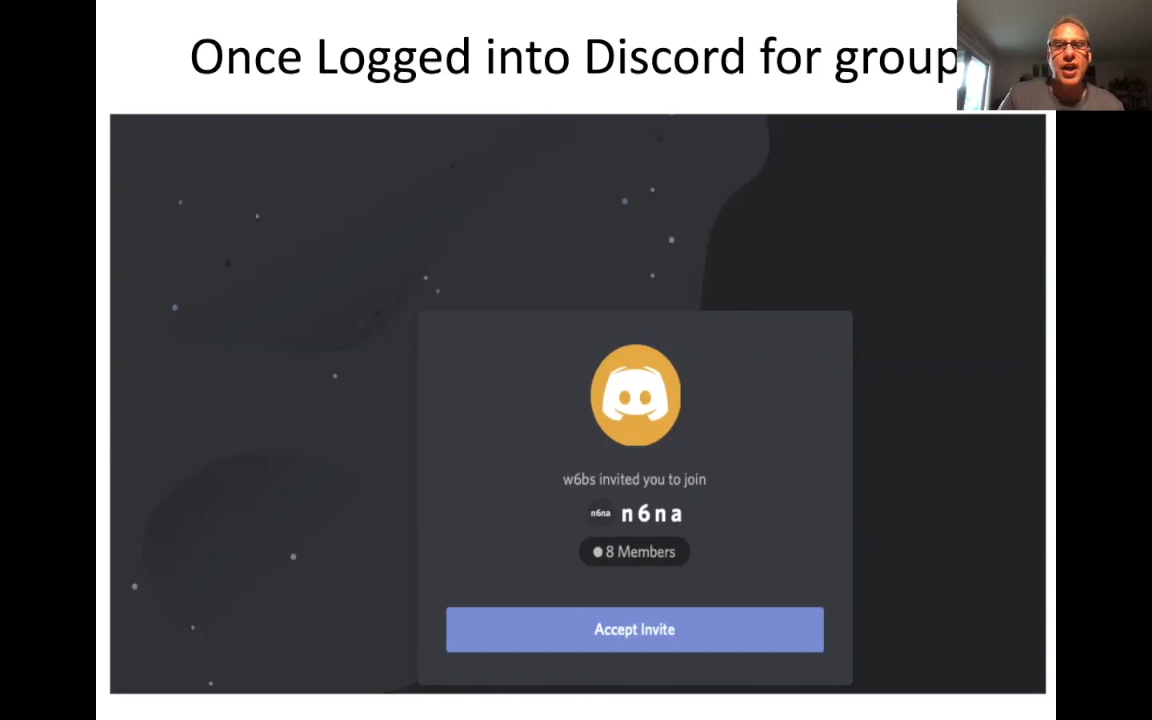 Once Logged into Discord for group
w6bs invited you to join
n6na n6na
8 Members
Accept Invite